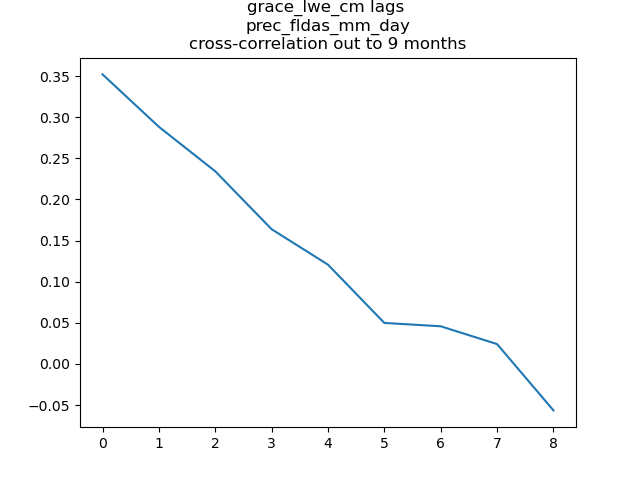 grace_lwe_cm lags
prec_fldas_mm_day
cross-correlation out to 9 months
0.35
0.30
0.25
0.20
0.15
0.10
0.05
0.00
−0.05
0 1 2 3 4 5 6 7 8